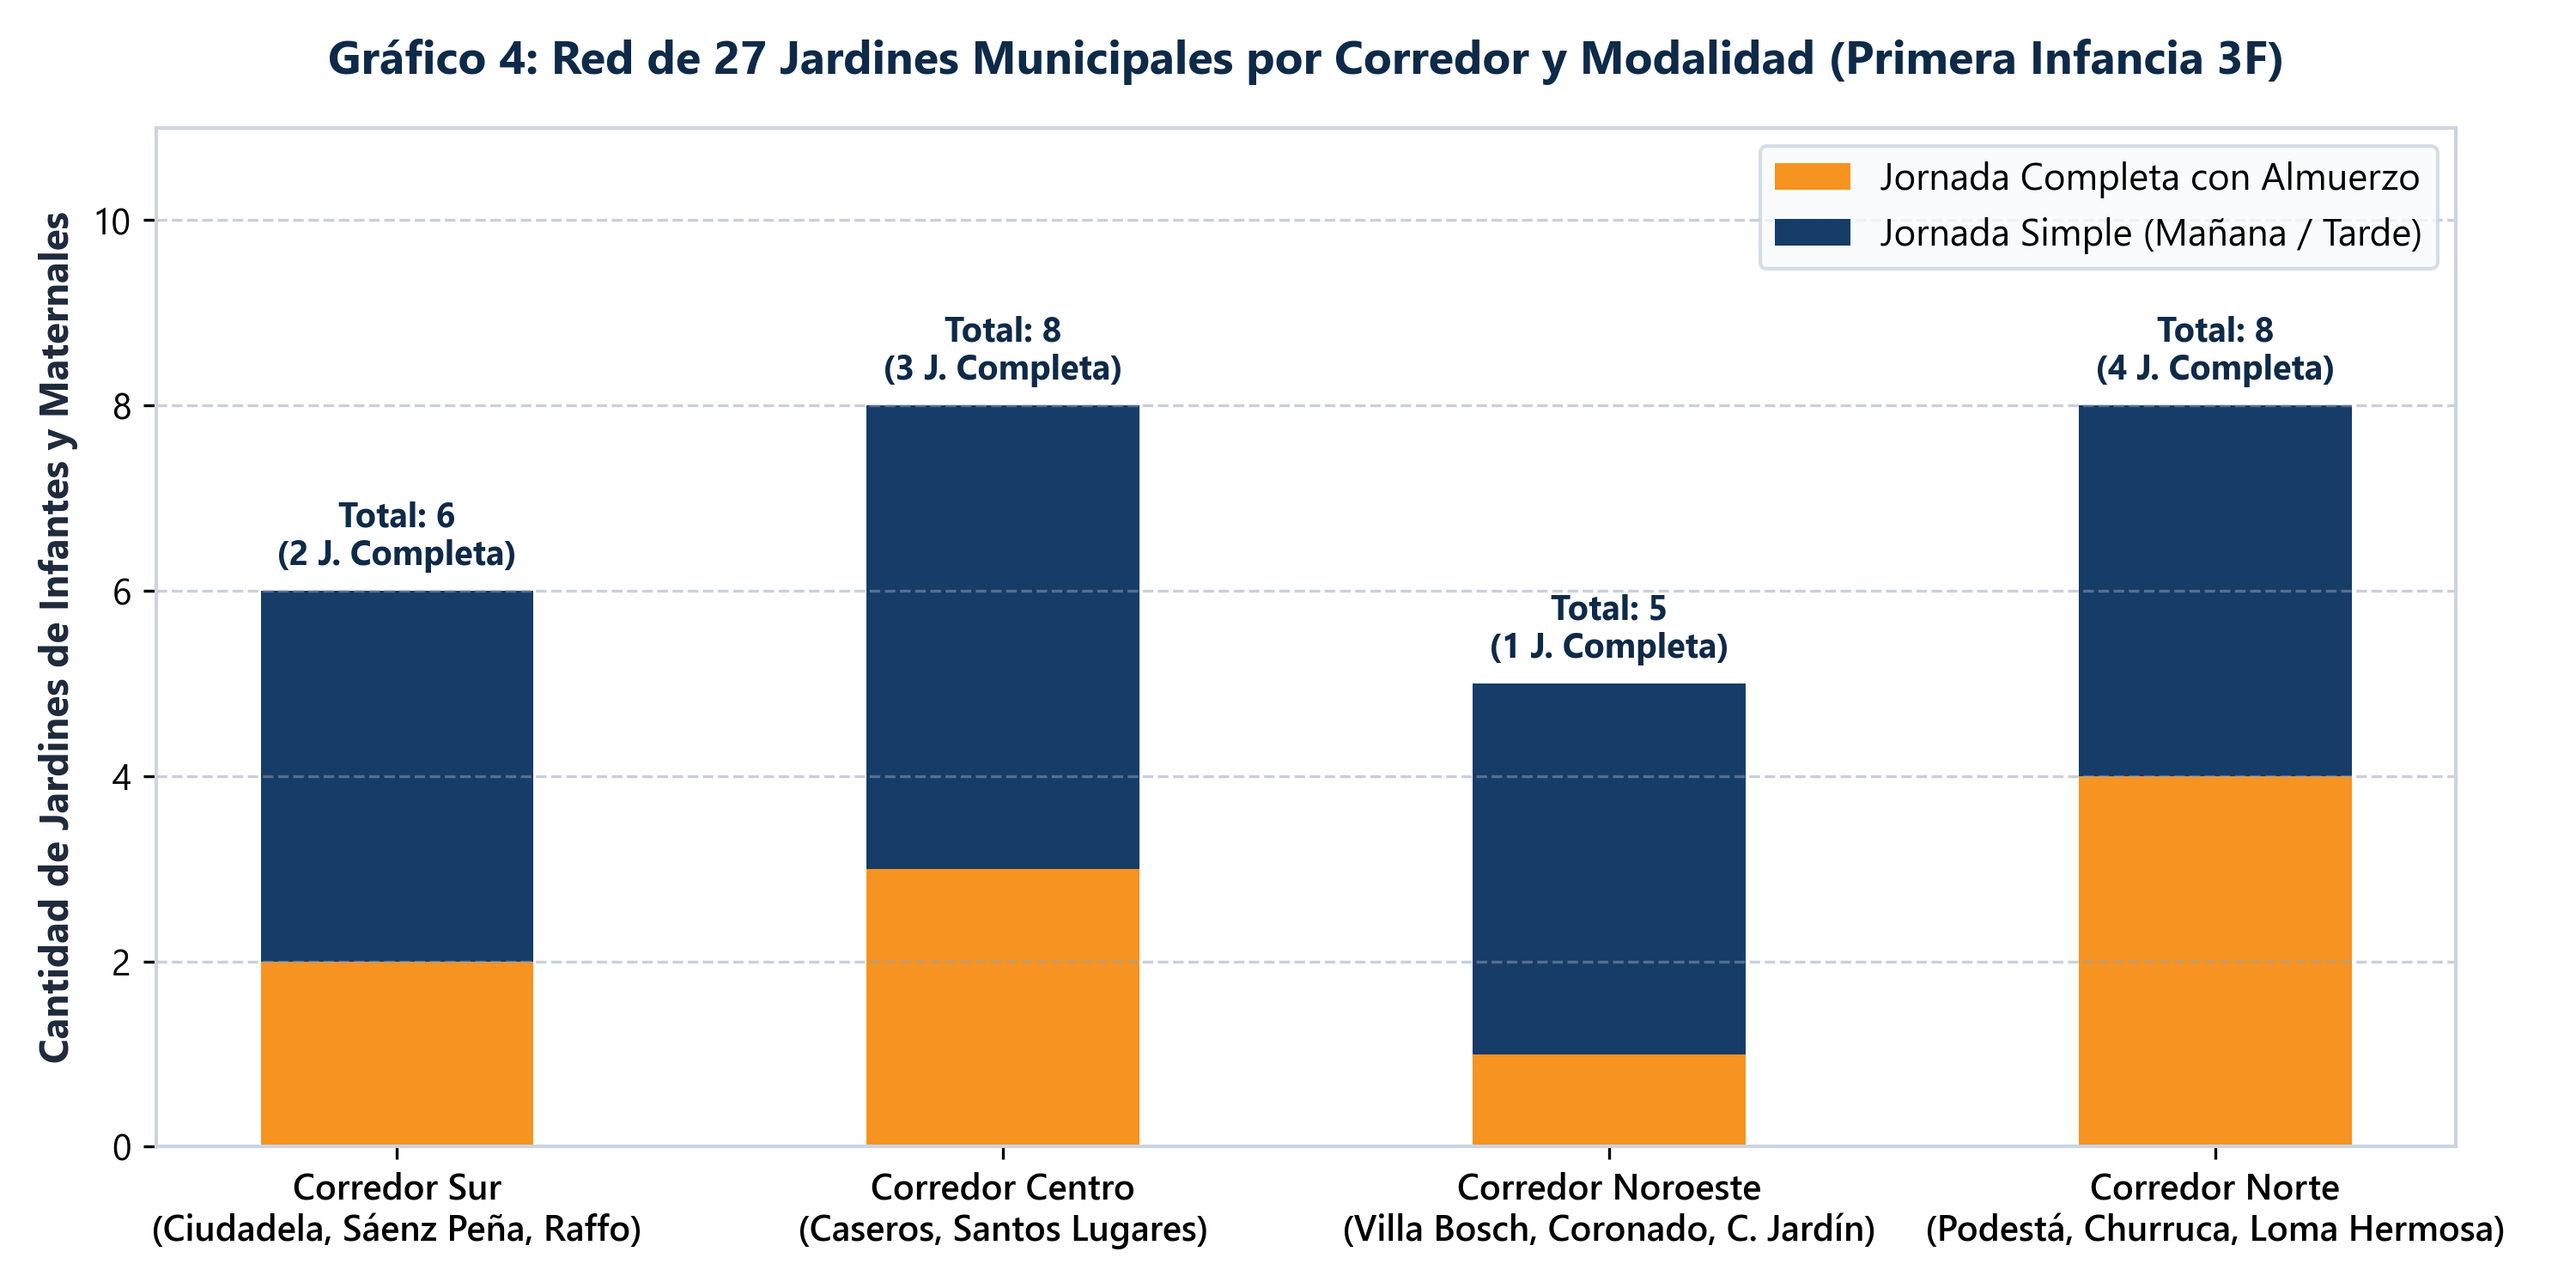 Gráfico 4: Red de 27 Jardines Municipales por Corredor y Modalidad (Primera Infancia 3F)
Cantidad de Jardines de Infantes y Maternales
10
8
6
4
2
0
Jornada Completa con Almuerzo
Jornada Simple (Mañana / Tarde)
Total: 6
(2 J. Completa)
Total: 8
(3 J. Completa)
Total: 5
(1 J. Completa)
Total: 8
(4 J. Completa)
Corredor Sur
(Ciudadela, Sáenz Peña, Raffo)
Corredor Centro
(Caseros, Santos Lugares)
Corredor Noroeste
(Villa Bosch, Coronado, C. Jardín)
Corredor Norte
(Podestá, Churruca, Loma Hermosa)